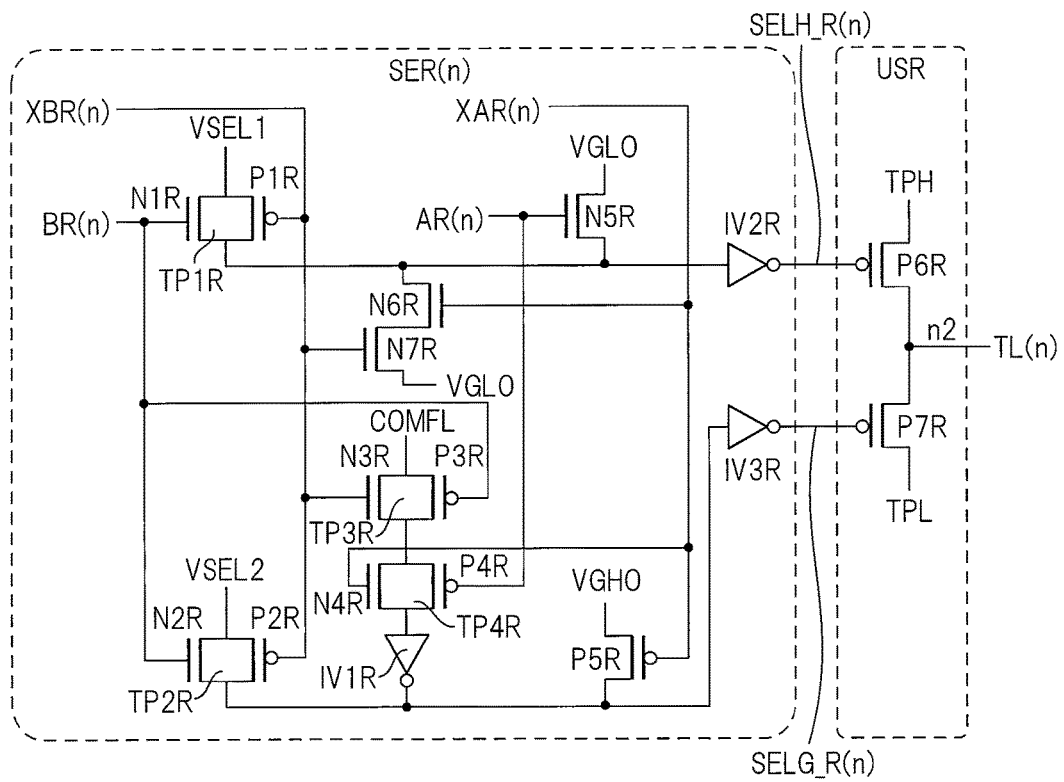 SELH_R(n)
SER(n)
USR
XBR(n)
XAR(n)
VSEL1
VGLO
N1R
P1R
TPH
BR(n)
AR(n)
N5R
IV2R
TP1R
P6R
N6R
n2
TL(n)
N7R
VGLO
COMFL
N3R
P3R
P7R
IV3R
TP3R
TPL
VSEL2
P4R
VGHO
N4R
N2R
P2R
TP4R
P5R
IV1R
TP2R
SELG_R(n)